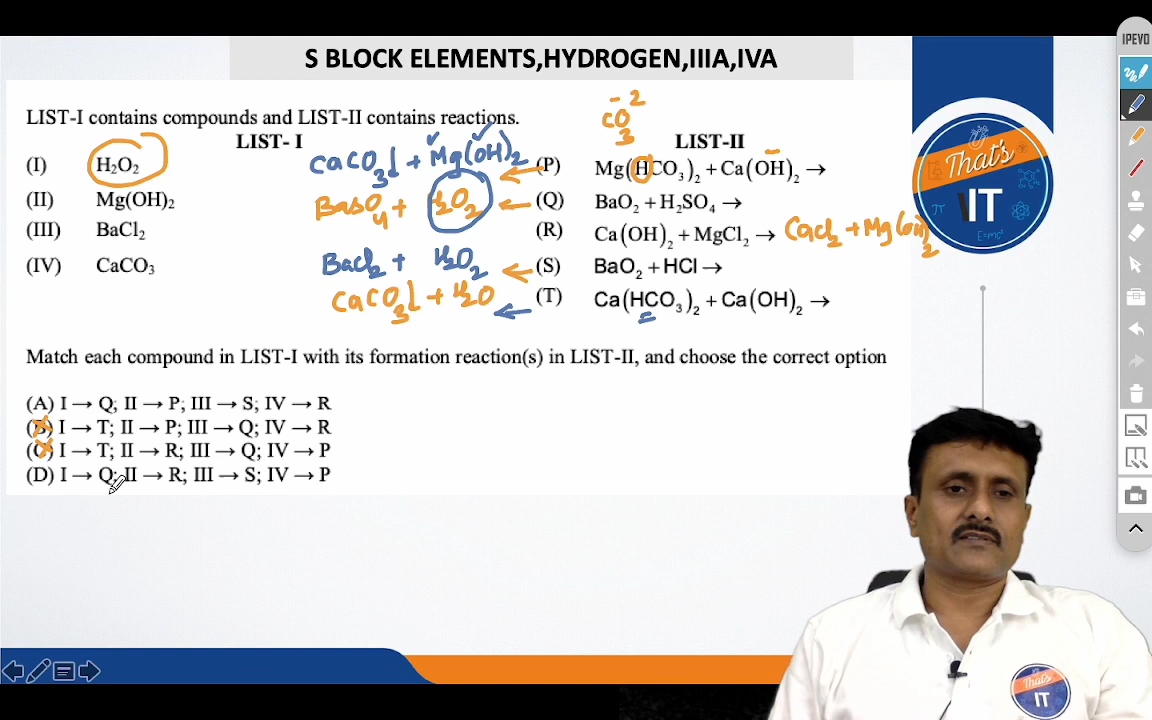 IPEVO
S BLOCK ELEMENTS,HYDROGEN,IIIA,IVA
LIST-I contains compounds and LIST-II contains reactions.
CO₃⁻²
LIST- I
LIST-II
(I) H₂O₂
CaCO₃↓ + Mg(OH)₂
(P) Mg(HCO₃)₂ + Ca(OH)₂ →
(II) Mg(OH)₂
BaSO₄ + H₂O₂
(Q) BaO₂ + H₂SO₄ →
(III) BaCl₂
(R) Ca(OH)₂ + MgCl₂ → CaCl₂ + Mg(OH)₂
(IV) CaCO₃
BaCl₂ + H₂O₂
(S) BaO₂ + HCl →
CaCO₃↓ + H₂O
(T) Ca(HCO₃)₂ + Ca(OH)₂ →
Match each compound in LIST-I with its formation reaction(s) in LIST-II, and choose the correct option
(A) I → Q; II → P; III → S; IV → R
(B) I → T; II → P; III → Q; IV → R
(C) I → T; II → R; III → Q; IV → P
(D) I → Q; II → R; III → S; IV → P
That's
IT
That's
IT